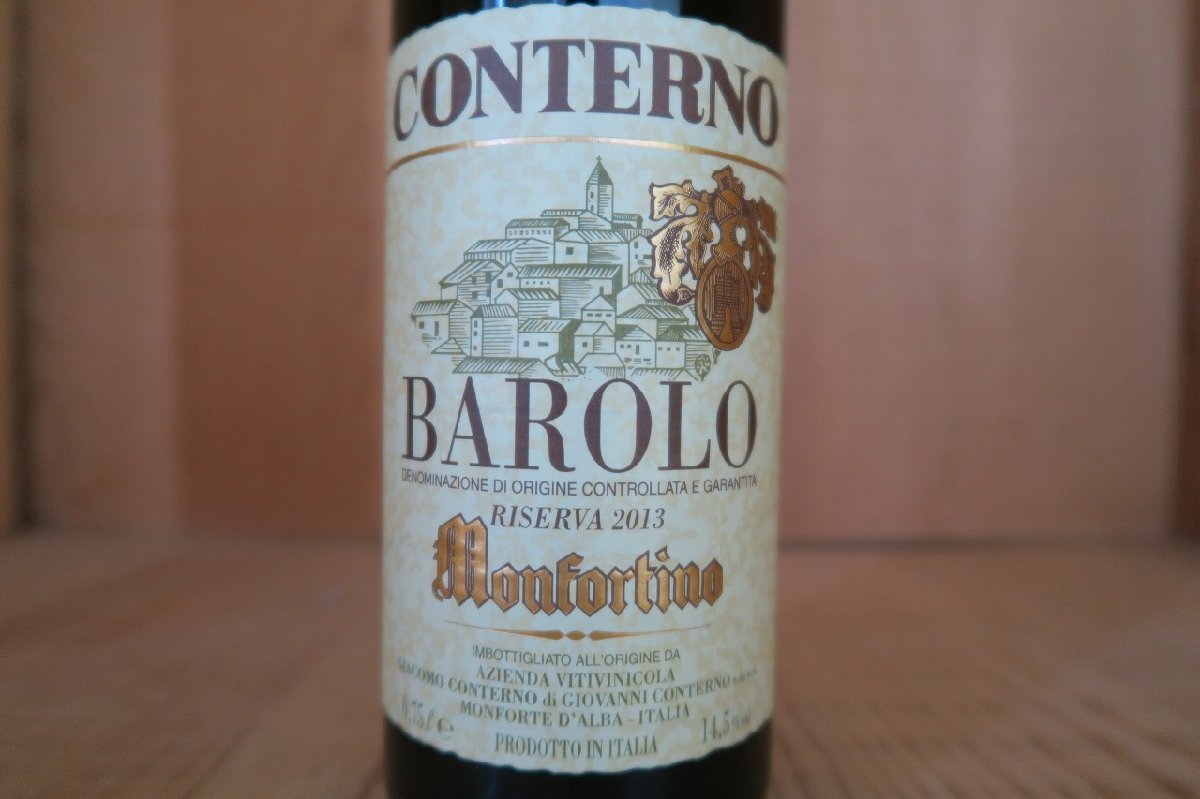 CONTERNO
BAROLO
DENOMINAZIONE DI ORIGINE CONTROLLATA E GARANTITA
RISERVA 2013
Monfortino
IMBOTTIGLIATO ALL'ORIGINE DA
AZIENDA VITIVINICOLA
GIACOMO CONTERNO di GIOVANNI CONTERNO
MONFORTE D'ALBA - ITALIA
0,75 l e PRODOTTO IN ITALIA 14,5% vol